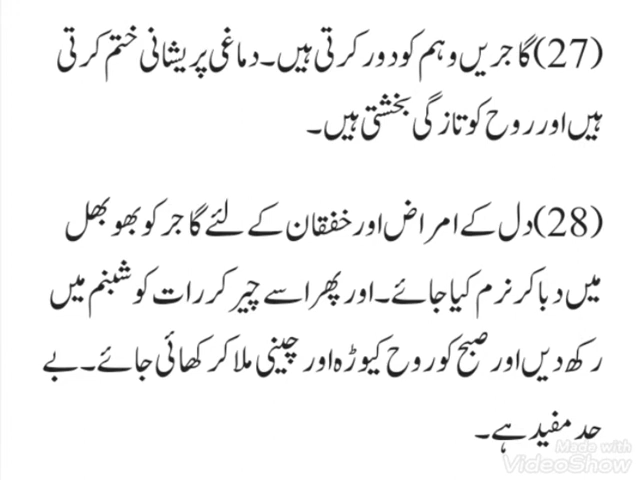 (27) گاجریں وہم کو دور کرتی ہیں۔ دماغی پریشانی ختم کرتی
ہیں اور روح کو تازگی بخشتی ہیں۔
(28) دل کے امراض اور خفقان کے لئے گاجر کو بھوبھل
میں دبا کر نرم کیا جائے۔ اور پھر اسے چیر کر رات کو شبنم میں
رکھ دیں اور صبح کو روح کیوڑہ اور چینی ملا کر کھائی جائے۔ بے
حد مفید ہے۔
Made with
VideoShow